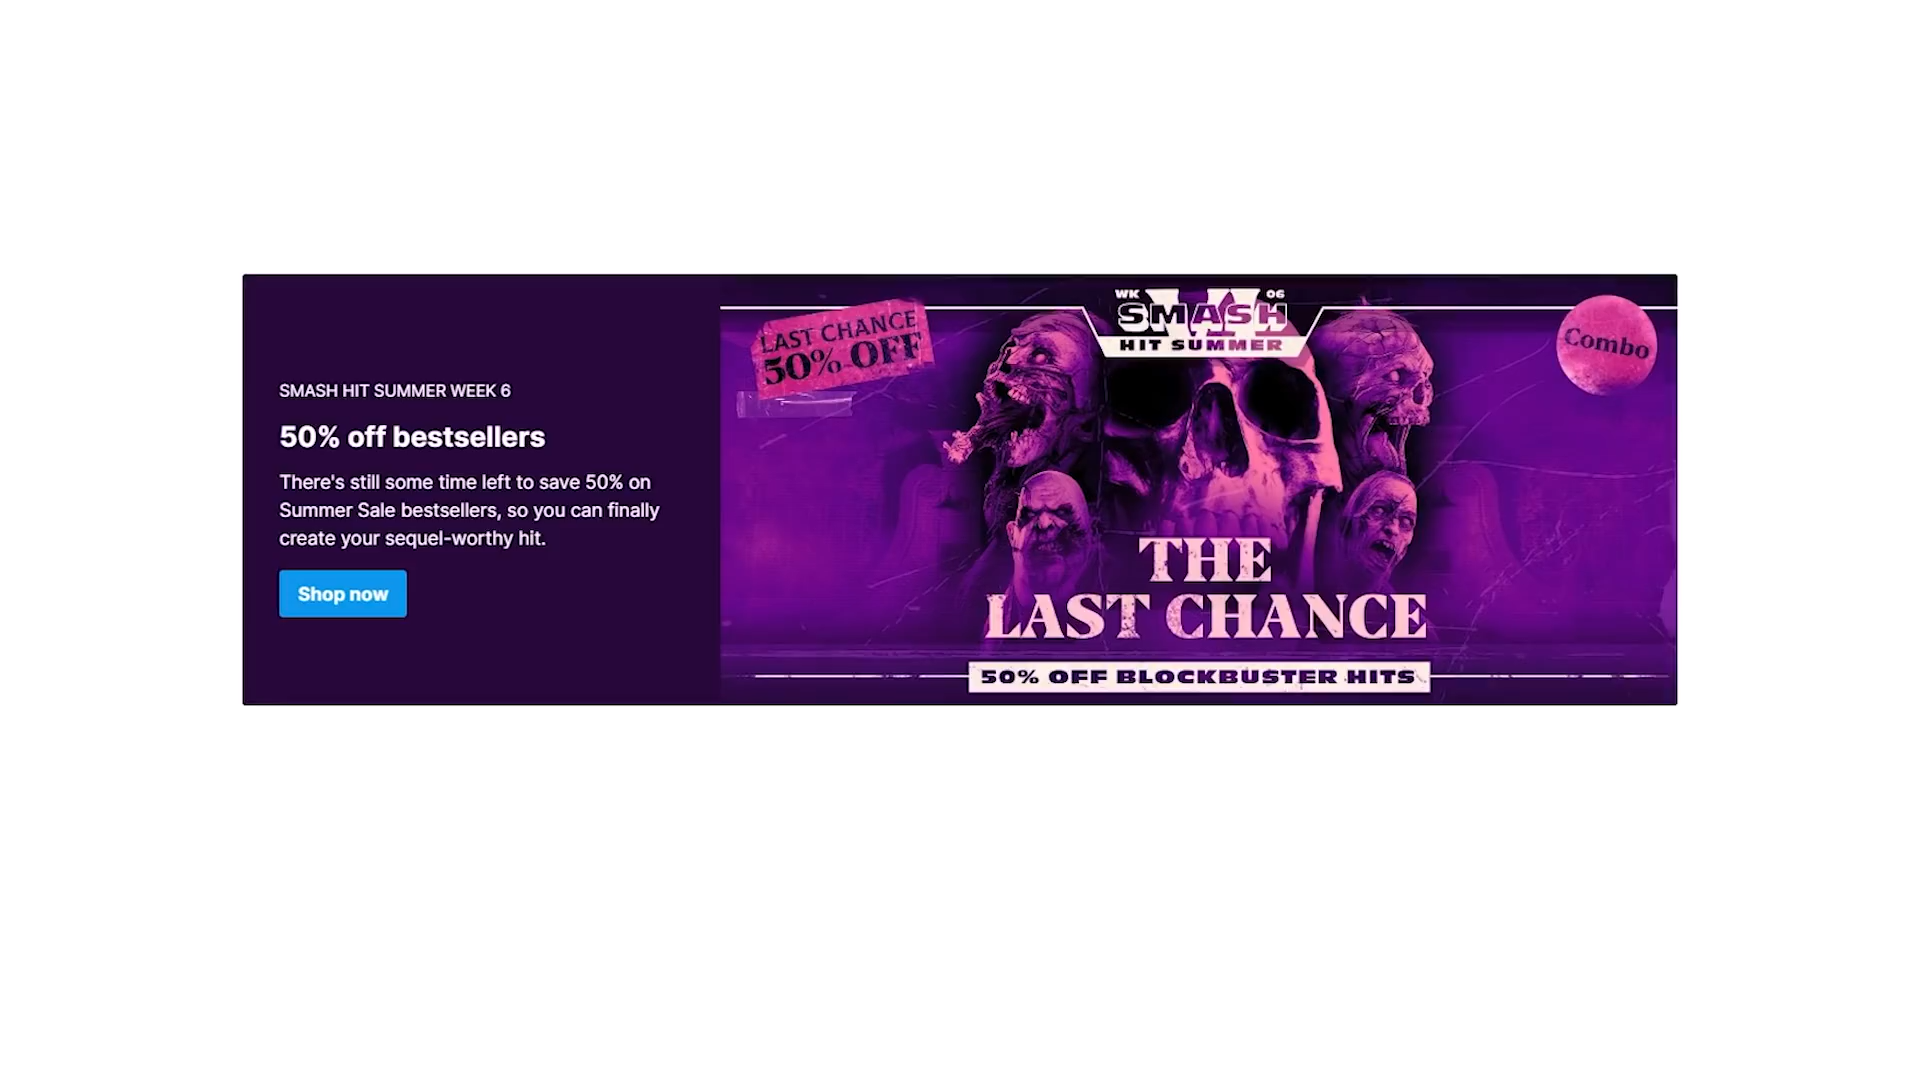 SMASH HIT SUMMER WEEK 6
50% off bestsellers
There's still some time left to save 50% on
Summer Sale bestsellers, so you can finally
create your sequel-worthy hit.
Shop now
LAST CHANCE
50% OFF
WK 06
SMASH
HIT SUMMER
Combo
THE
LAST CHANCE
50% OFF BLOCKBUSTER HITS